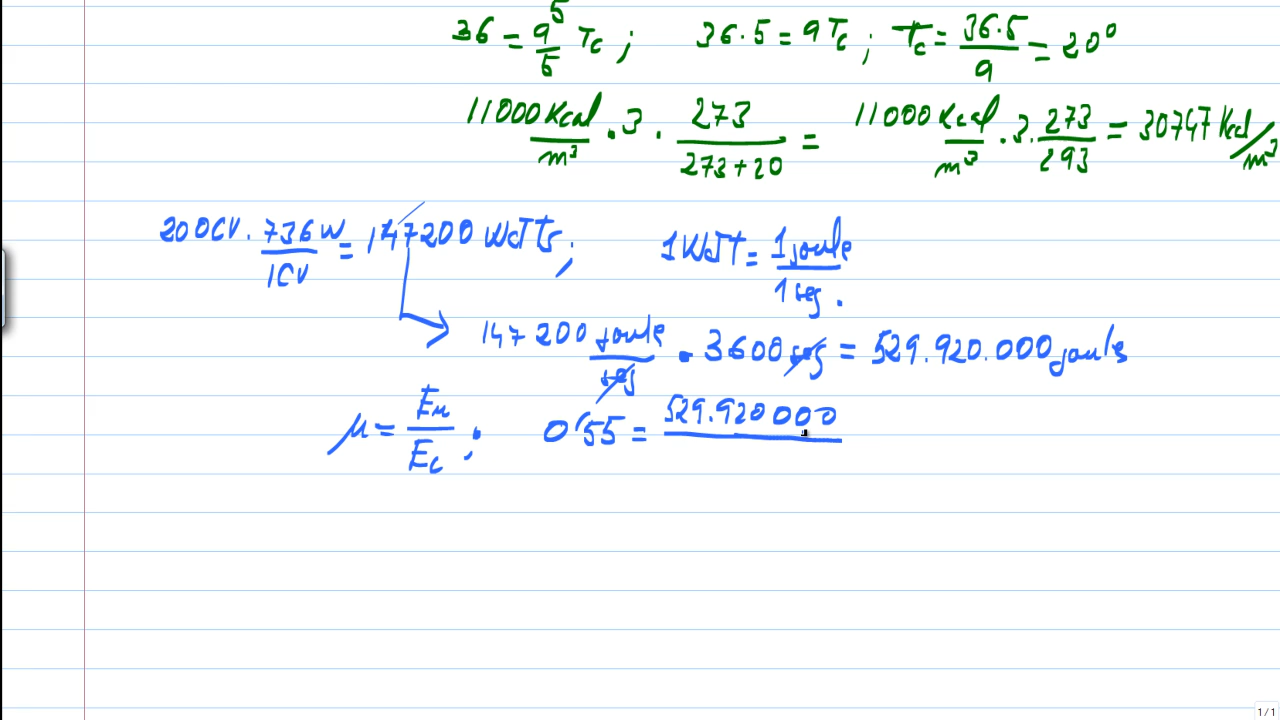 36 = 9/5 Tc ; 36·5 = 9Tc ; Tc = 36·5/9 = 20°
11000 Kcal/m³ · 3 · 273/273+20 = 11000 Kcal/m³ · 3 · 273/293 = 30747 Kcal/m³
200CV · 736W/1CV = 147200 Watts ; 1 Watt = 1 joule/1 seg.
147200 joule/seg · 3600 seg = 529.920.000 joules
μ = Eu/Ec ; 0'55 = 529.920000
1/1